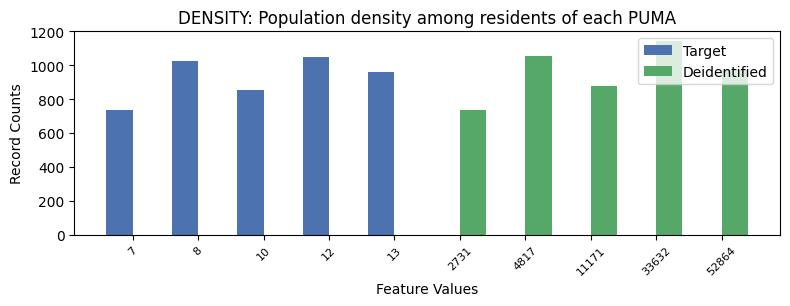 DENSITY: Population density among residents of each PUMA
Record Counts
1200
1000
800
600
400
200
0
Target
Deidentified
7 8 10 12 13 2731 4817 11171 33632 52864
Feature Values